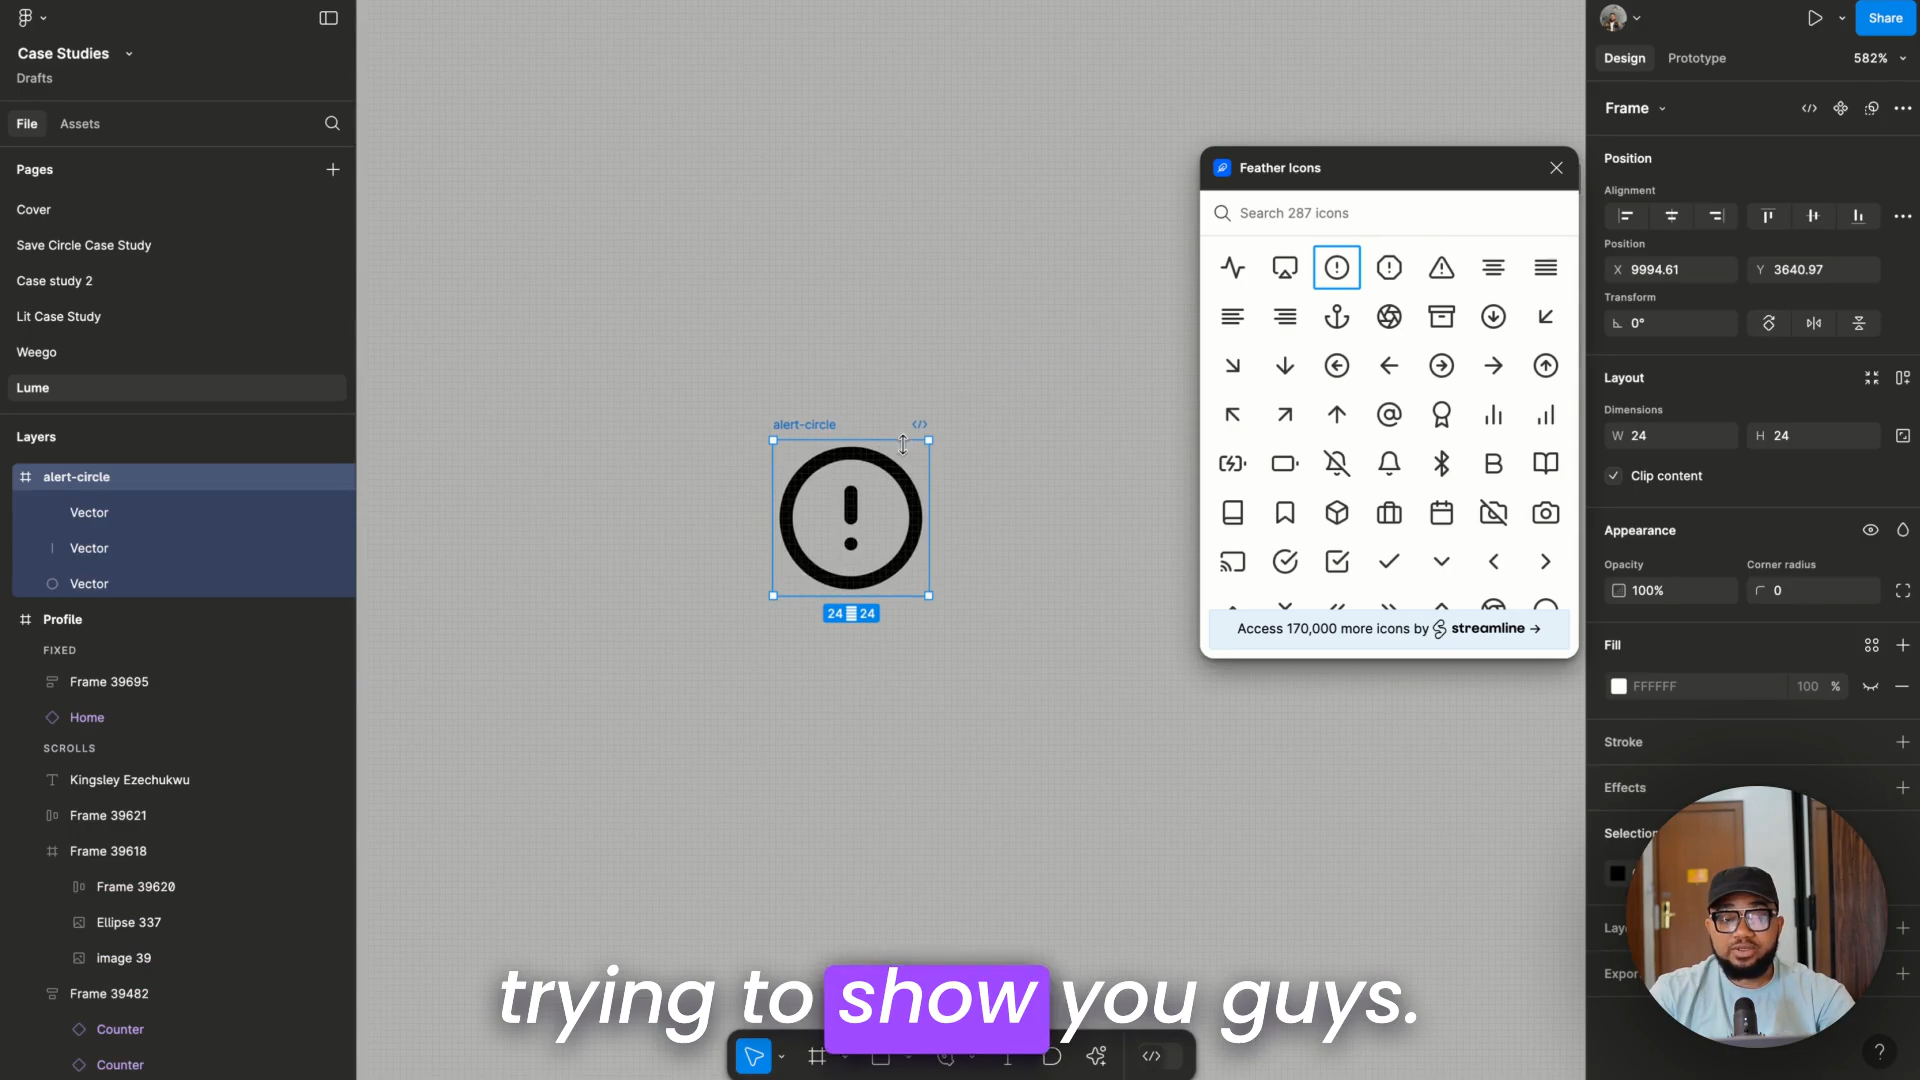 Case Studies
Drafts
File
Assets
Pages
Cover
Save Circle Case Study
Case study 2
Lit Case Study
Weego
Lume
Layers
alert-circle
Vector
Vector
Vector
Profile
FIXED
Frame 39695
Home
SCROLLS
Kingsley Ezechukwu
Frame 39621
Frame 39618
Frame 39620
Ellipse 337
image 39
Frame 39482
Counter
Counter
alert-circle
24
24
Feather Icons
Search 287 icons
Access 170,000 more icons by streamline →
trying to show you guys.
Share
Design
Prototype
582%
Frame
Position
Alignment
Position
X 9994.61
Y 3640.97
Transform
0°
Layout
Dimensions
W 24
H 24
Clip content
Appearance
Opacity
Corner radius
100%
0
Fill
FFFFFF
100 %
Stroke
Effects